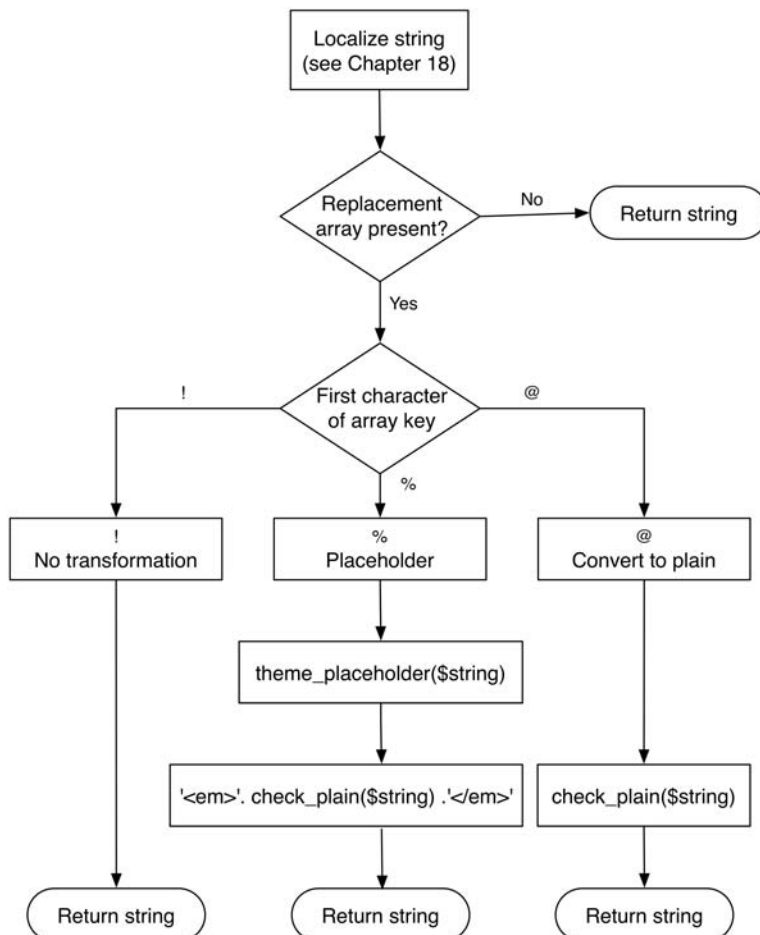 Localize string
(see Chapter 18)
Replacement
array present?
No
Return string
Yes
First character
of array key
!
@
%
!
No transformation
%
Placeholder
@
Convert to plain
theme_placeholder($string)
'<em>'. check_plain($string) .'</em>'
check_plain($string)
Return string
Return string
Return string